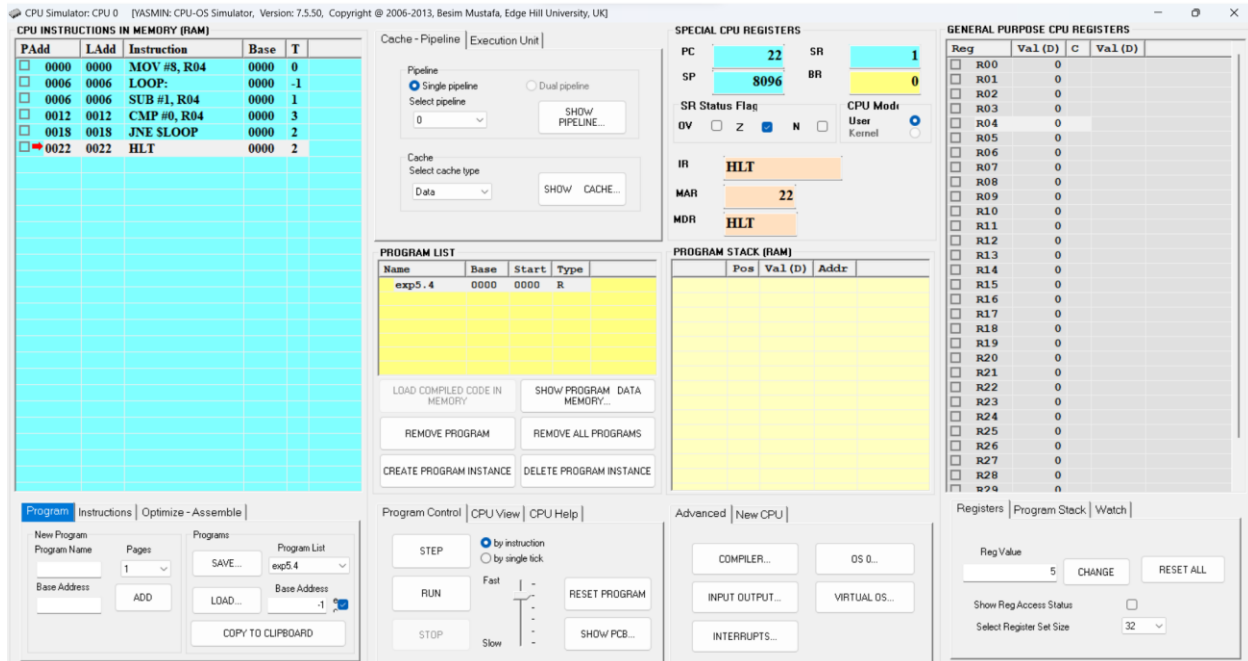 CPU Simulator: CPU 0 [YASMIN: CPU-OS Simulator, Version: 7.5.50, Copyright @ 2006-2013, Besim Mustafa, Edge Hill University, UK]
CPU INSTRUCTIONS IN MEMORY (RAM)
PAdd LAdd Instruction Base T
0000 0000 MOV #8, R04 0000 0
0006 0006 LOOP: 0000 -1
0006 0006 SUB #1, R04 0000 1
0012 0012 CMP #0, R04 0000 3
0018 0018 JNE $LOOP 0000 2
0022 0022 HLT 0000 2
Cache - Pipeline Execution Unit
Pipeline
Single pipeline Dual pipeline
Select pipeline
0
SHOW
PIPELINE...
Cache
Select cache type
Data
SHOW CACHE...
SPECIAL CPU REGISTERS
PC 22 SR 1
SP 8096 BR 0
SR Status Flag
OV Z N
CPU Mode
User
Kernel
IR HLT
MAR 22
MDR HLT
PROGRAM LIST
Name Base Start Type
exp5.4 0000 0000 R
PROGRAM STACK (RAM)
Pos Val (D) Addr
LOAD COMPILED CODE IN
MEMORY
SHOW PROGRAM DATA
MEMORY...
REMOVE PROGRAM
REMOVE ALL PROGRAMS
CREATE PROGRAM INSTANCE
DELETE PROGRAM INSTANCE
GENERAL PURPOSE CPU REGISTERS
Reg Val (D) C Val (D)
R00 0
R01 0
R02 0
R03 0
R04 0
R05 0
R06 0
R07 0
R08 0
R09 0
R10 0
R11 0
R12 0
R13 0
R14 0
R15 0
R16 0
R17 0
R18 0
R19 0
R20 0
R21 0
R22 0
R23 0
R24 0
R25 0
R26 0
R27 0
R28 0
R29 0
Program Instructions Optimize - Assemble
New Program
Program Name Pages
1
Base Address
ADD
Programs
SAVE...
Program List
exp5.4
LOAD...
Base Address
-1
COPY TO CLIPBOARD
Program Control CPU View CPU Help
STEP
by instruction
by single tick
RUN
Fast
RESET PROGRAM
STOP
Slow
SHOW PCB...
Advanced New CPU
COMPILER... OS 0...
INPUT OUTPUT... VIRTUAL OS...
INTERRUPTS...
Registers Program Stack Watch
Reg Value
5
CHANGE
RESET ALL
Show Reg Access Status
Select Register Set Size 32